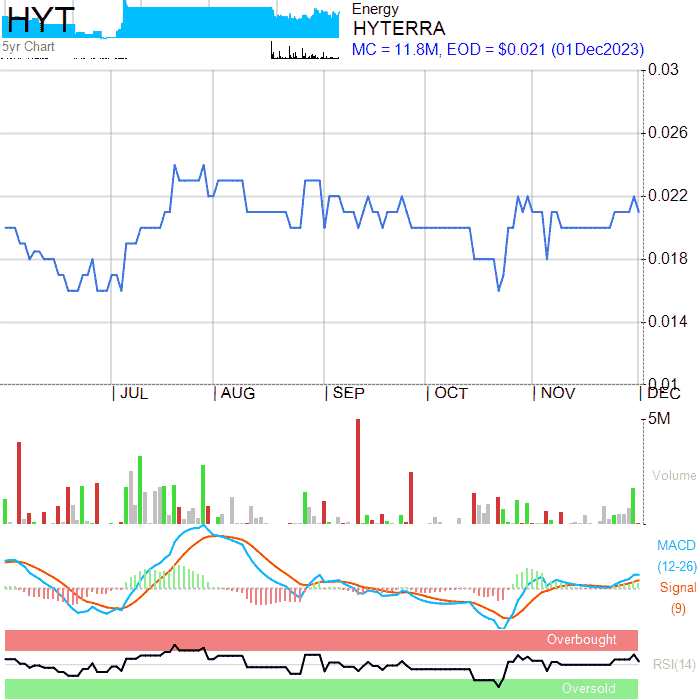 HYT
Energy
HYTERRA
5yr Chart
MC = 11.8M, EOD = $0.021 (01Dec2023)
0.03
0.026
0.022
0.018
0.014
0.01
JUL AUG SEP OCT NOV DEC
5M
Volume
MACD
(12-26)
Signal
(9)
Overbought
RSI(14)
Oversold